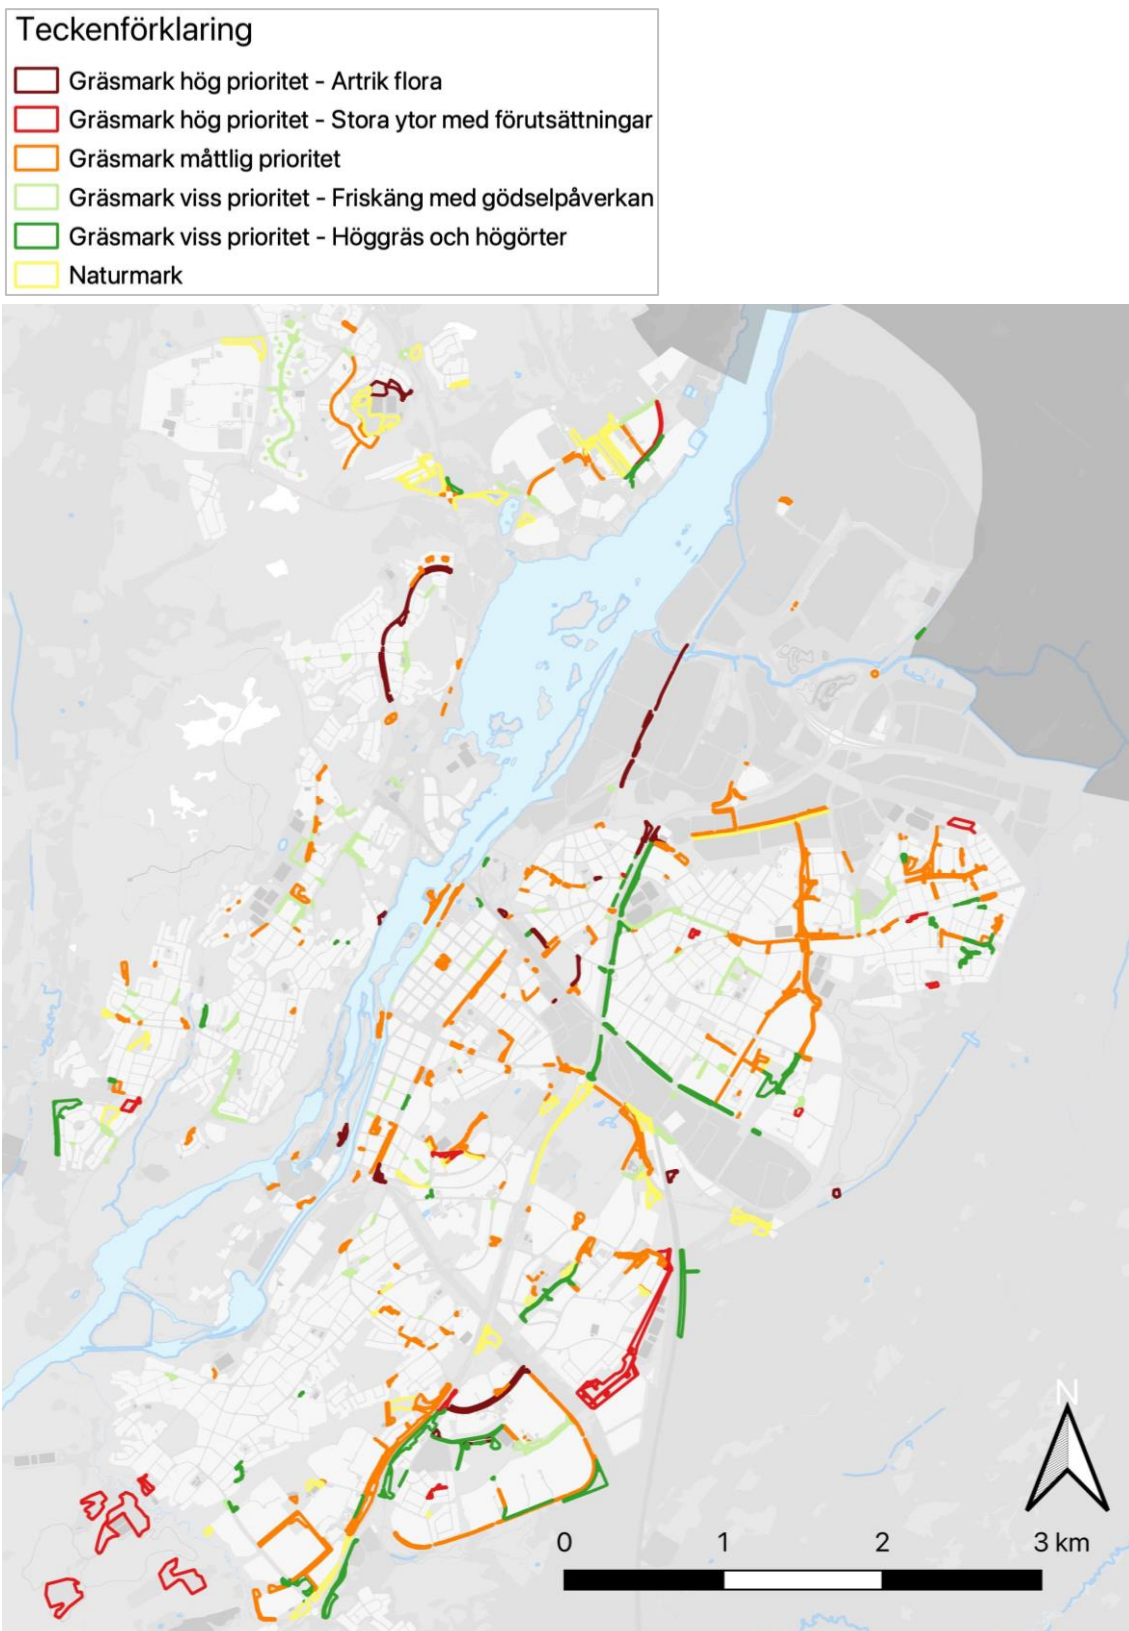 Teckenförklaring
Gräsmark hög prioritet - Artrik flora
Gräsmark hög prioritet - Stora ytor med förutsättningar
Gräsmark måttlig prioritet
Gräsmark viss prioritet - Friskäng med gödselpåverkan
Gräsmark viss prioritet - Höggräs och högörter
Naturmark
N
0 1 2 3 km